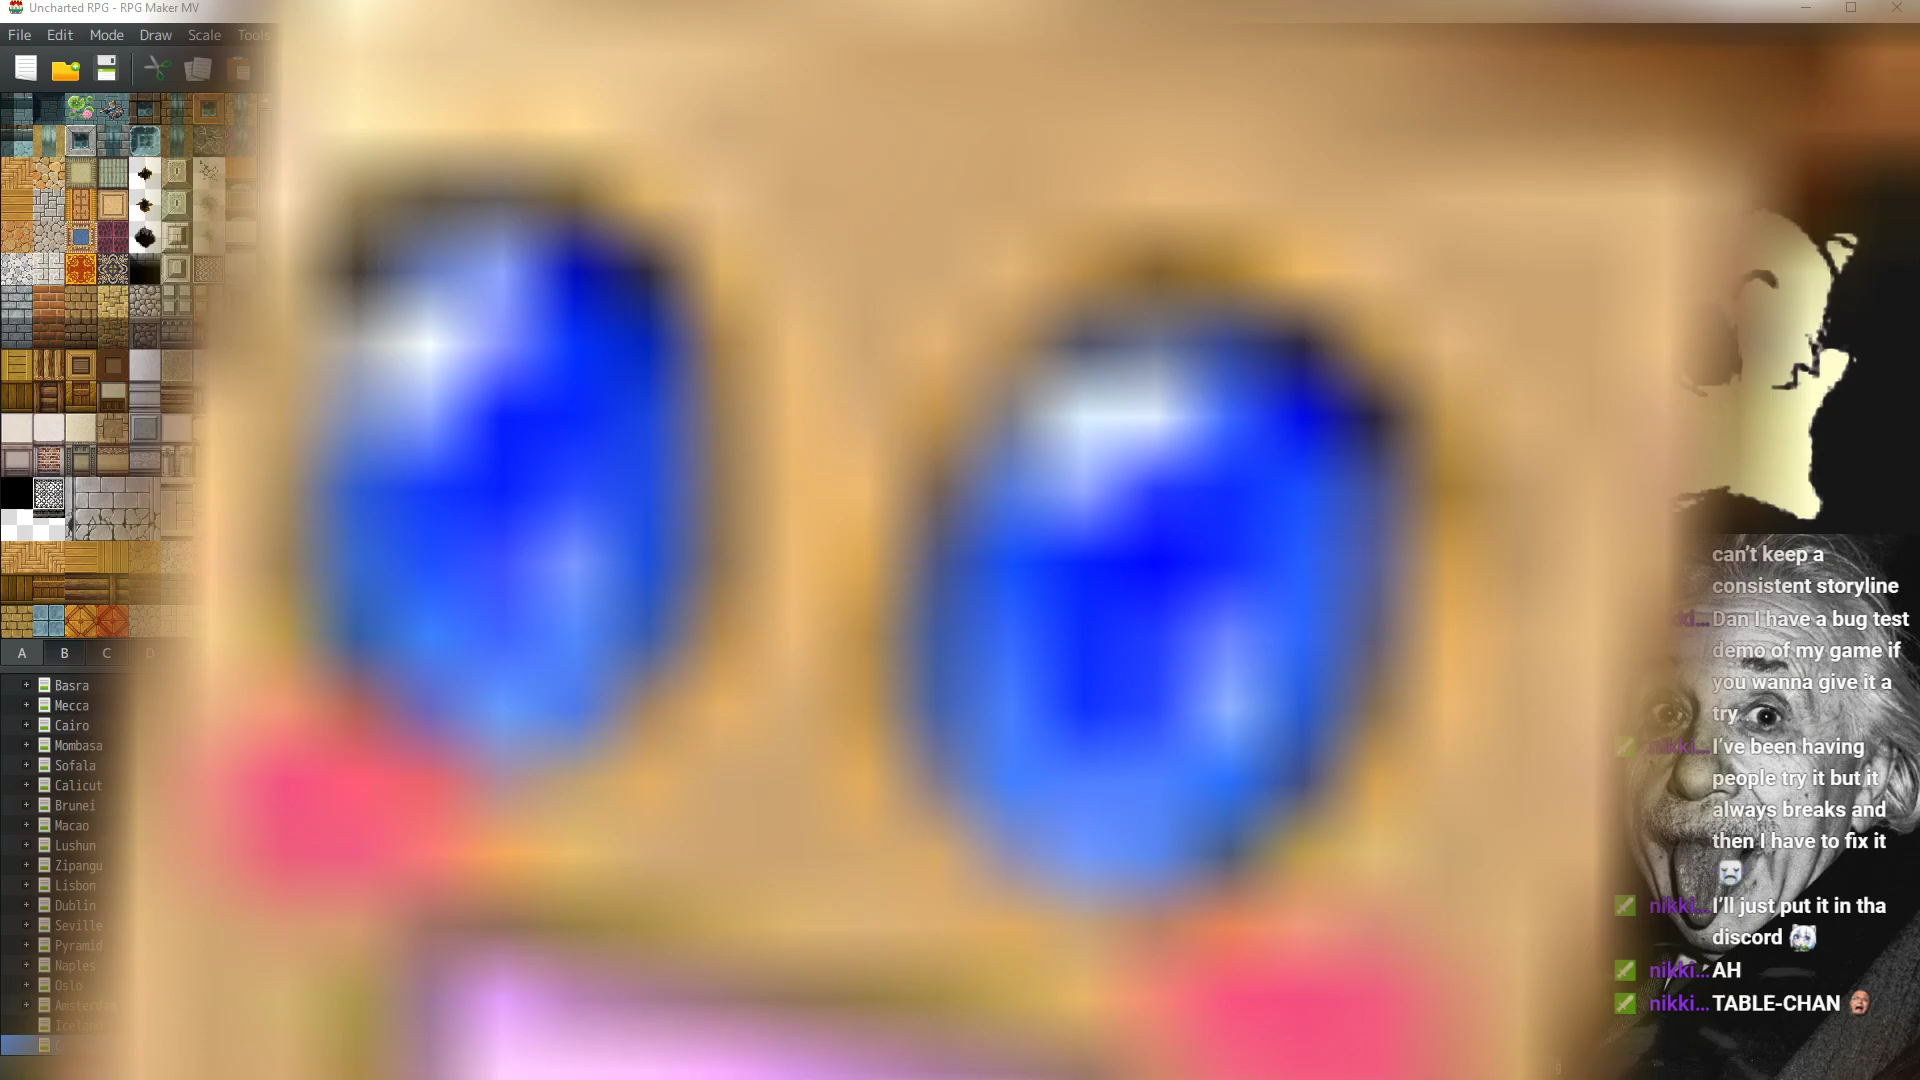 Uncharted RPG - RPG Maker MV
File Edit Mode Draw Scale Tools
A B C D
Basra
Mecca
Cairo
Mombasa
Sofala
Calicut
Brunei
Macao
Lushun
Zipangu
Lisbon
Dublin
Seville
Pyramid
Naples
Oslo
Amsterdam
Iceland
can't keep a
consistent storyline
Dan I have a bug test
demo of my game if
you wanna give it a
try
nikki... I've been having
people try it but it
always breaks and
then I have to fix it
nikki... I'll just put it in tha
discord
nikki... AH
nikki... TABLE-CHAN